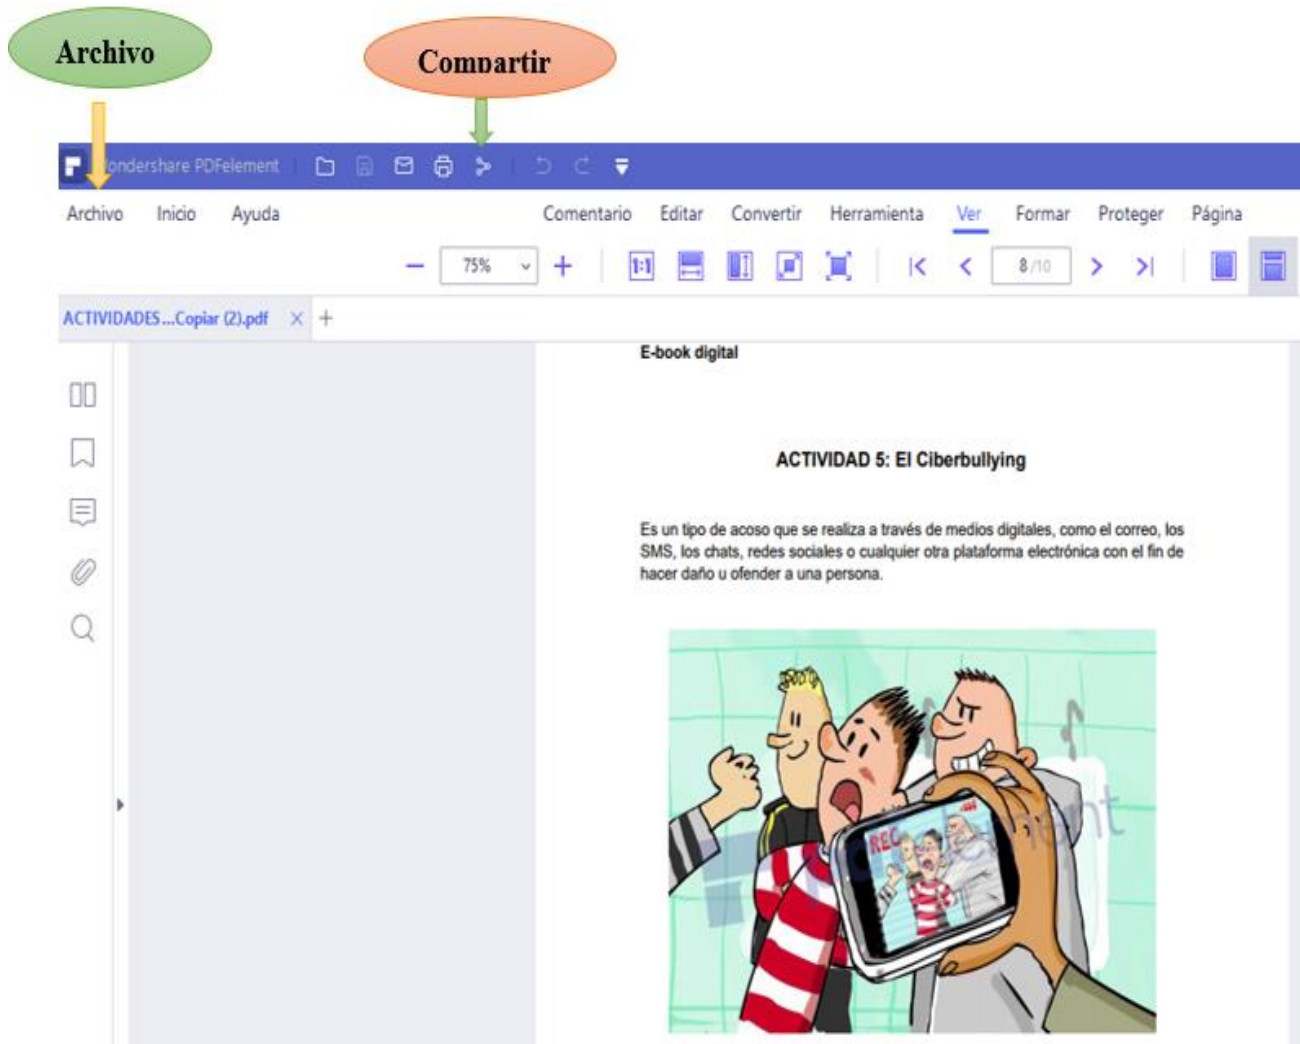 Archivo
Compartir
Wondershare PDFelement
Archivo Inicio Ayuda Comentario Editar Convertir Herramienta Ver Formar Proteger Página
75% 1:1 8 /10
ACTIVIDADES...Copiar (2).pdf
E-book digital
ACTIVIDAD 5: El Ciberbullying
Es un tipo de acoso que se realiza a través de medios digitales, como el correo, los
SMS, los chats, redes sociales o cualquier otra plataforma electrónica con el fin de
hacer daño u ofender a una persona.
REC